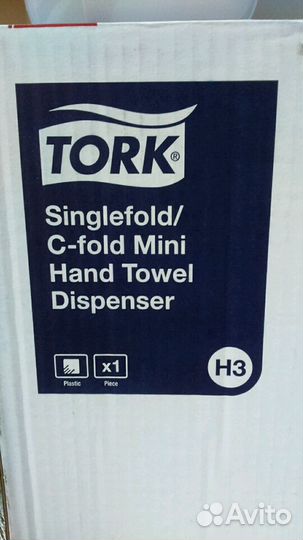 TORK®
Singlefold/
C-fold Mini
Hand Towel
Dispenser
x1
Plastic Piece
H3
Avito